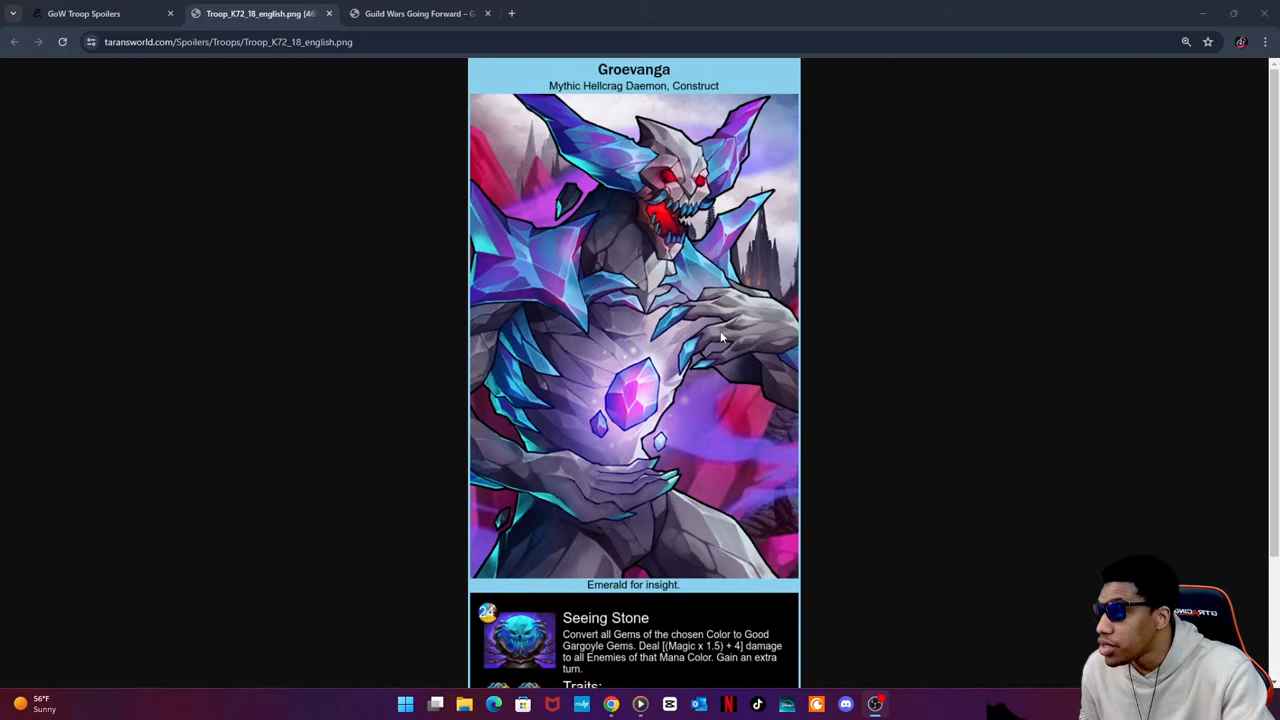 GoW Troop Spoilers
Troop_K72_18_english.png (46
Guild Wars Going Forward – G
taransworld.com/Spoilers/Troops/Troop_K72_18_english.png
Groevanga
Mythic Hellcrag Daemon, Construct
Emerald for insight.
24
Seeing Stone
Convert all Gems of the chosen Color to Good
Gargoyle Gems. Deal [(Magic x 1.5) + 4] damage
to all Enemies of that Mana Color. Gain an extra
turn.
Traits:
GTRACING
56°F
Sunny